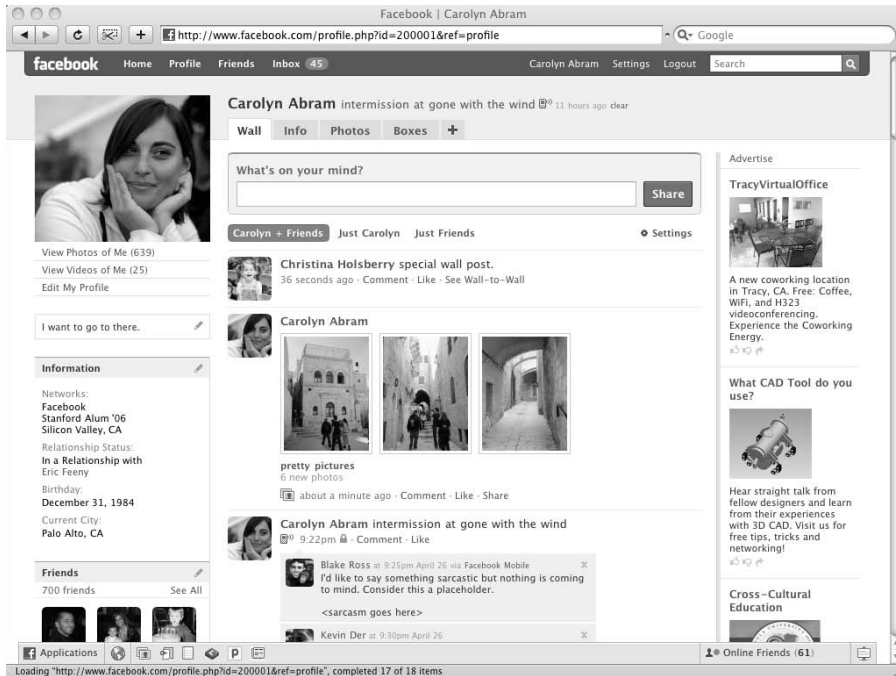 Facebook | Carolyn Abram
http://www.facebook.com/profile.php?id=200001&ref=profile
Google
facebook Home Profile Friends Inbox 45 Carolyn Abram Settings Logout Search
Carolyn Abram intermission at gone with the wind 11 hours ago clear
Wall Info Photos Boxes +
What's on your mind?
Share
Carolyn + Friends Just Carolyn Just Friends Settings
View Photos of Me (639)
View Videos of Me (25)
Edit My Profile
I want to go to there.
Information
Networks:
Facebook
Stanford Alum '06
Silicon Valley, CA
Relationship Status:
In a Relationship with
Eric Feeny
Birthday:
December 31, 1984
Current City:
Palo Alto, CA
Friends
700 friends See All
Christina Holsberry special wall post.
36 seconds ago · Comment · Like · See Wall-to-Wall
Carolyn Abram
pretty pictures
6 new photos
about a minute ago · Comment · Like · Share
Carolyn Abram intermission at gone with the wind
9:22pm · Comment · Like
Blake Ross at 9:25pm April 26 via Facebook Mobile x
I'd like to say something sarcastic but nothing is coming
to mind. Consider this a placeholder.
<sarcasm goes here>
Kevin Der at 9:30pm April 26 x
Advertise
TracyVirtualOffice
A new coworking location
in Tracy, CA. Free: Coffee,
WiFi, and H323
videoconferencing.
Experience the Coworking
Energy.
What CAD Tool do you
use?
Hear straight talk from
fellow designers and learn
from their experiences
with 3D CAD. Visit us for
free tips, tricks and
networking!
Cross-Cultural
Education
Applications
Online Friends (61)
Loading "http://www.facebook.com/profile.php?id=200001&ref=profile", completed 17 of 18 items